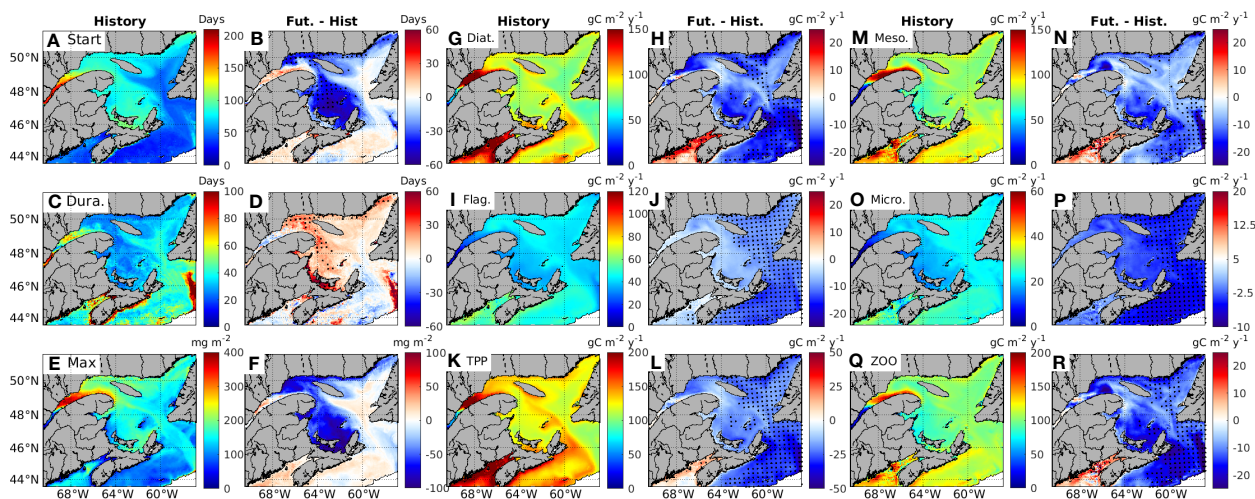 History Days Fut. - Hist Days History gC m⁻² y⁻¹ Fut. - Hist. gC m⁻² y⁻¹ History gC m⁻² y⁻¹ Fut. - Hist. gC m⁻² y⁻¹
A Start B G Diat. H M Meso. N
50°N 48°N 46°N 44°N
200 150 100 50 0
60 30 0 -30 -60
150 100 50 0
20 10 0 -10 -20
150 100 50 0
20 10 0 -10 -20
Days Days gC m⁻² y⁻¹ gC m⁻² y⁻¹ gC m⁻² y⁻¹ gC m⁻² y⁻¹
C Dura. D I Flag. J O Micro. P
50°N 48°N 46°N 44°N
100 80 60 40 20 0
60 30 0 -30 -60
120 100 80 60 40 20 0
20 10 0 -10 -20
60 40 20 0
20 12.5 5 -2.5 -10
mg m⁻² mg m⁻² gC m⁻² y⁻¹ gC m⁻² y⁻¹ gC m⁻² y⁻¹ gC m⁻² y⁻¹
E Max F K TPP L Q ZOO R
50°N 48°N 46°N 44°N
400 300 200 100 0
100 50 0 -50 -100
200 150 100 50 0
50 25 0 -25 -50
200 150 100 50 0
20 10 0 -10 -20
68°W 64°W 60°W 68°W 64°W 60°W 68°W 64°W 60°W 68°W 64°W 60°W 68°W 64°W 60°W 68°W 64°W 60°W